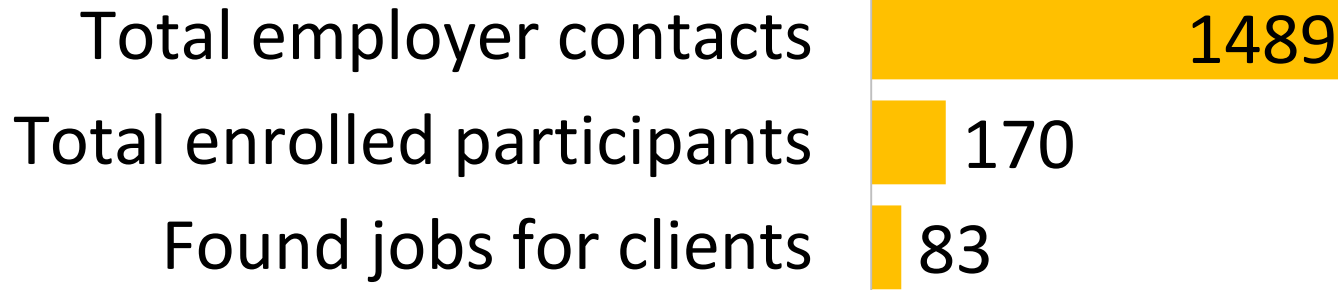 Total employer contacts 1489
Total enrolled participants 170
Found jobs for clients 83